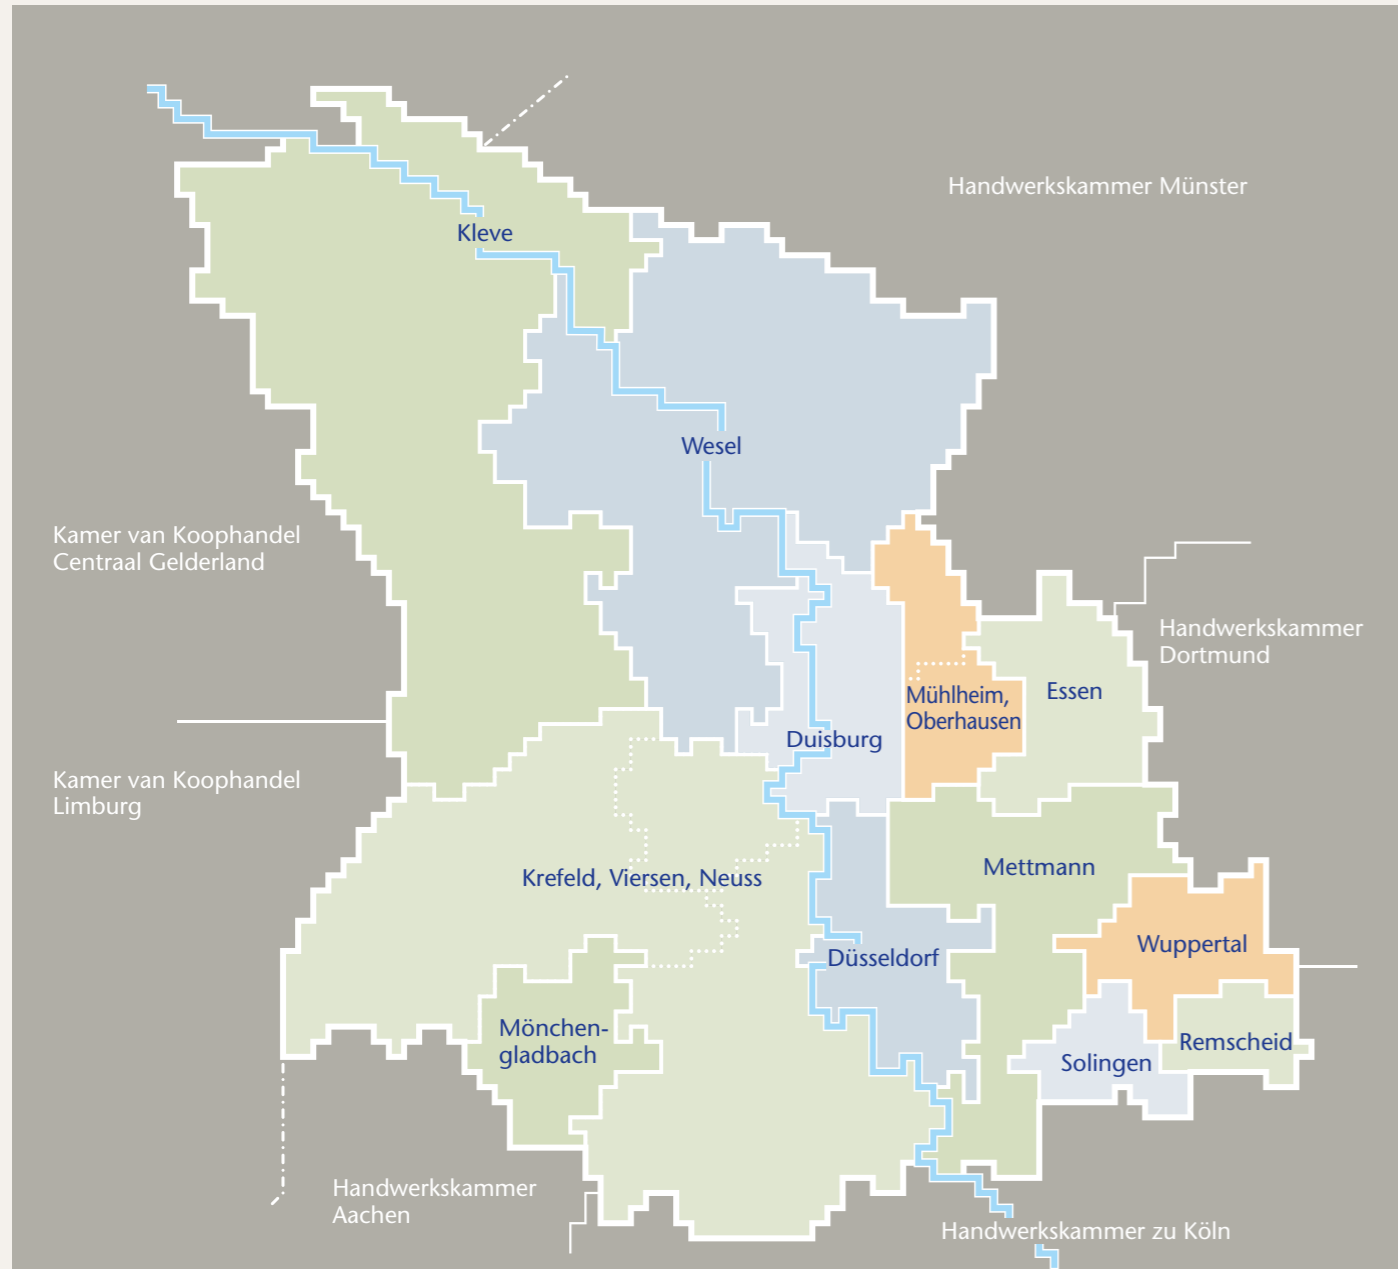 Handwerkskammer Münster
Kleve
Wesel
Kamer van Koophandel
Centraal Gelderland
Handwerkskammer
Dortmund
Mühlheim,
Oberhausen
Essen
Duisburg
Kamer van Koophandel
Limburg
Mettmann
Krefeld, Viersen, Neuss
Wuppertal
Düsseldorf
Mönchen-
gladbach
Remscheid
Solingen
Handwerkskammer
Aachen
Handwerkskammer zu Köln